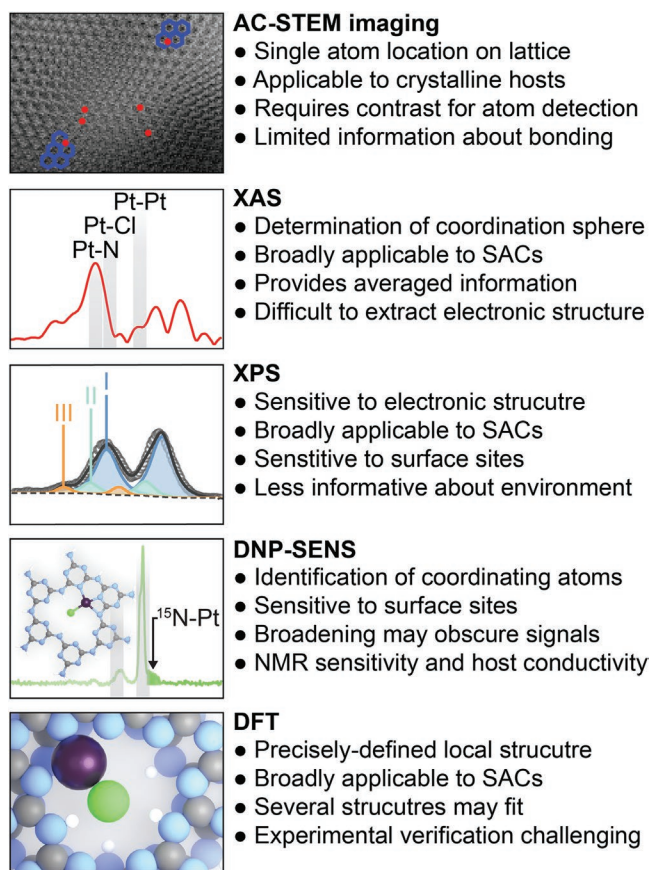 AC-STEM imaging
● Single atom location on lattice
● Applicable to crystalline hosts
● Requires contrast for atom detection
● Limited information about bonding
Pt-Pt
Pt-Cl
Pt-N
XAS
● Determination of coordination sphere
● Broadly applicable to SACs
● Provides averaged information
● Difficult to extract electronic structure
I
II
III
XPS
● Sensitive to electronic strucutre
● Broadly applicable to SACs
● Senstitive to surface sites
● Less informative about environment
¹⁵N-Pt
DNP-SENS
● Identification of coordinating atoms
● Sensitive to surface sites
● Broadening may obscure signals
● NMR sensitivity and host conductivity
DFT
● Precisely-defined local strucutre
● Broadly applicable to SACs
● Several strucutres may fit
● Experimental verification challenging